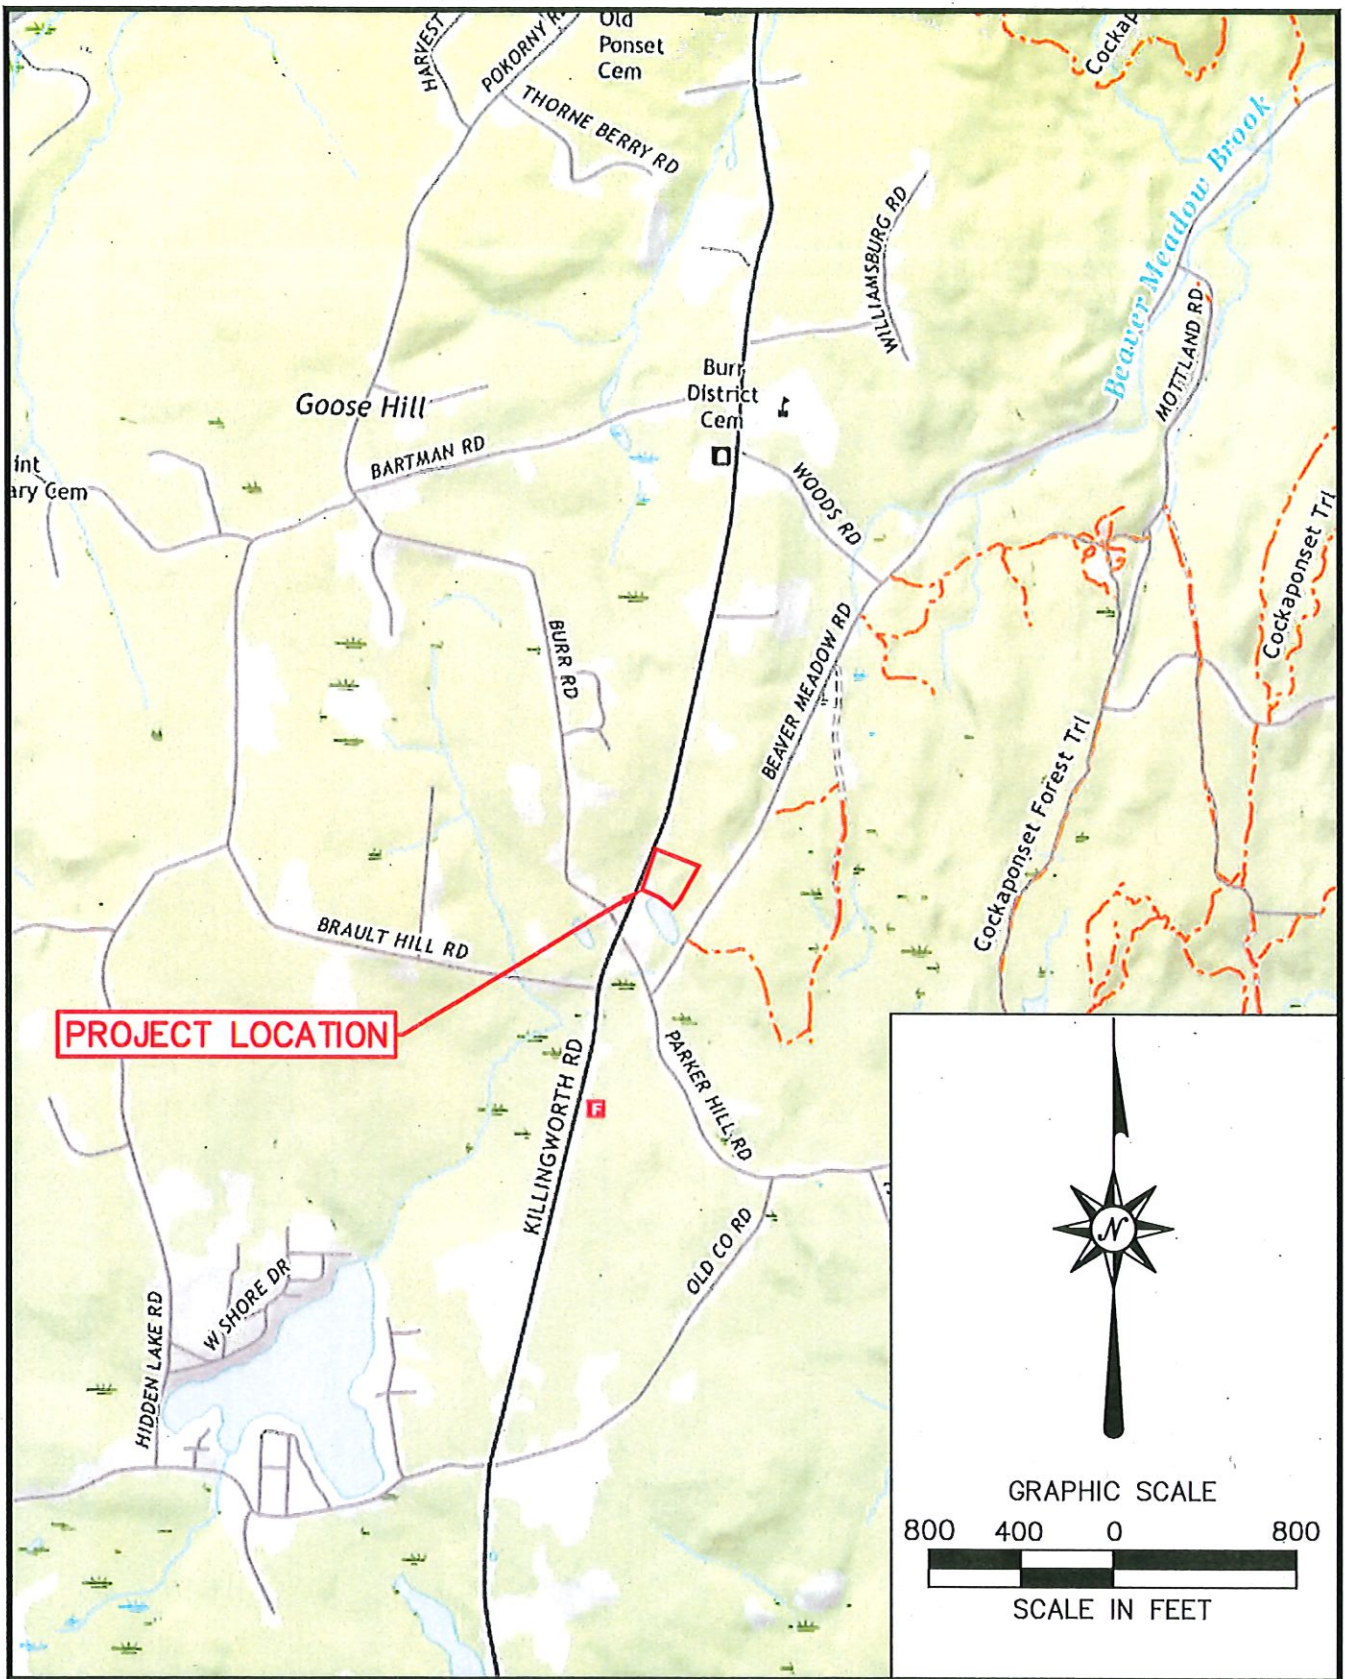 HARVEST
POKORNY RD
Old
Ponset
Cem
THORNE BERRY RD
Cockap
Beaver Meadow Brook
WILLIAMSBURG RD
MOTTLAND RD
Burr
District
Cem
Goose Hill
BARTMAN RD
int
ary Cem
WOODS RD
Cockaponset Trl
BURR RD
BEAVER MEADOW RD
Cockaponset Forest Trl
BRAULT HILL RD
PROJECT LOCATION
KILLINGWORTH RD
F
PARKER HILL RD
OLD CO RD
W SHORE DR
HIDDEN LAKE RD
N
GRAPHIC SCALE
800 400 0 800
SCALE IN FEET